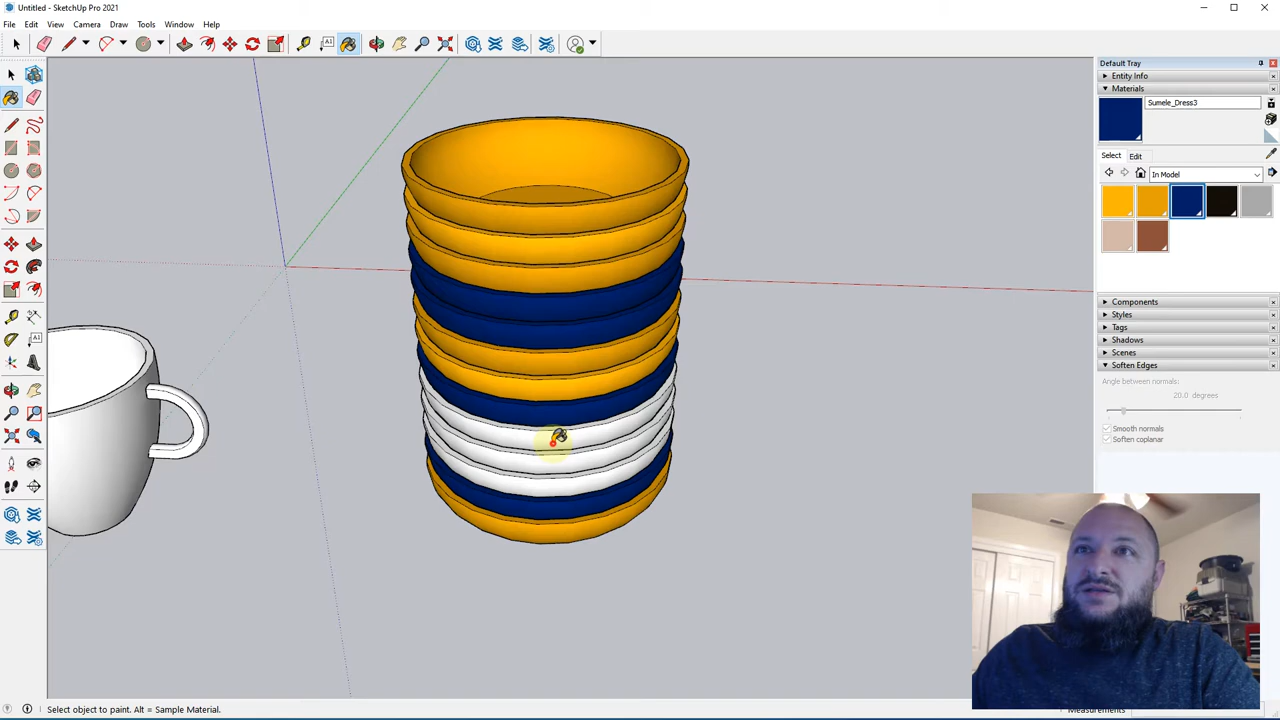 Untitled - SketchUp Pro 2021
File Edit View Camera Draw Tools Window Help
Default Tray
Entity Info
Materials
Sumele_Dress3
Select Edit
In Model
Components
Styles
Tags
Shadows
Scenes
Soften Edges
Angle between normals:
20.0 degrees
Smooth normals
Soften coplanar
Select object to paint. Alt = Sample Material.
Measurements